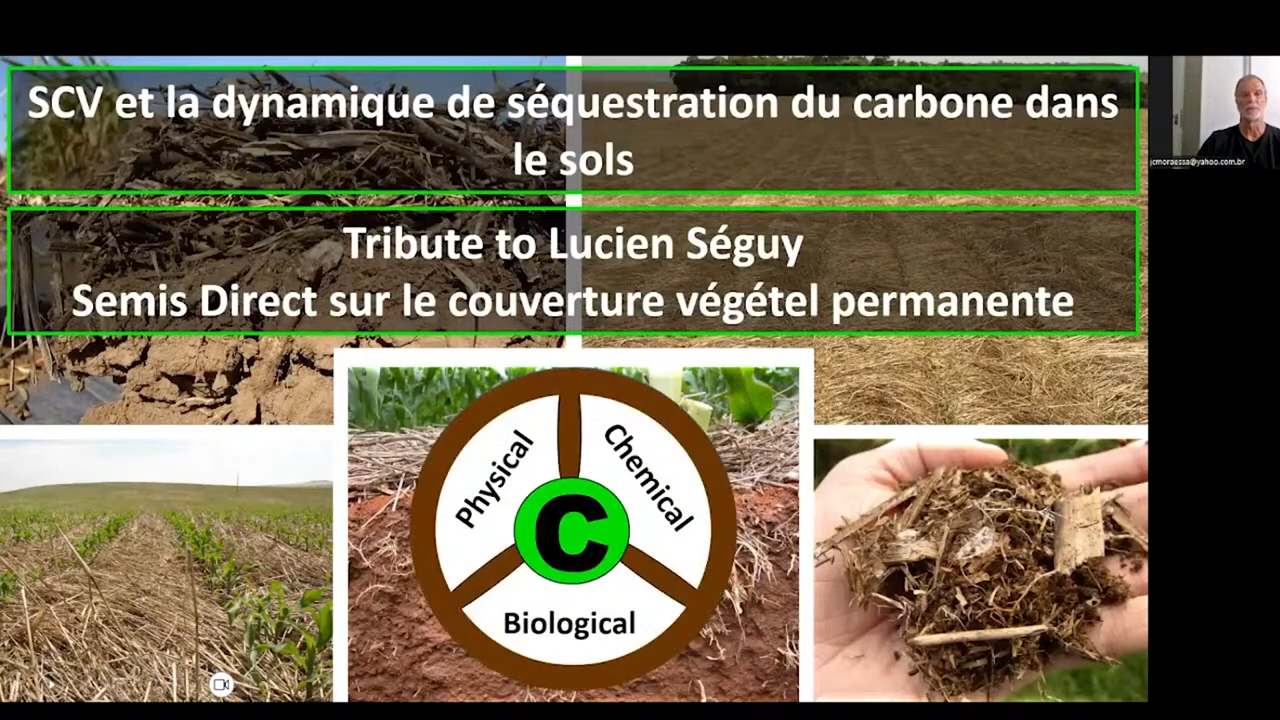 SCV et la dynamique de séquestration du carbone dans
le sols
Tribute to Lucien Séguy
Semis Direct sur le couverture végétel permanente
Physical
Chemical
C
Biological
jcmoraessa@yahoo.com.br